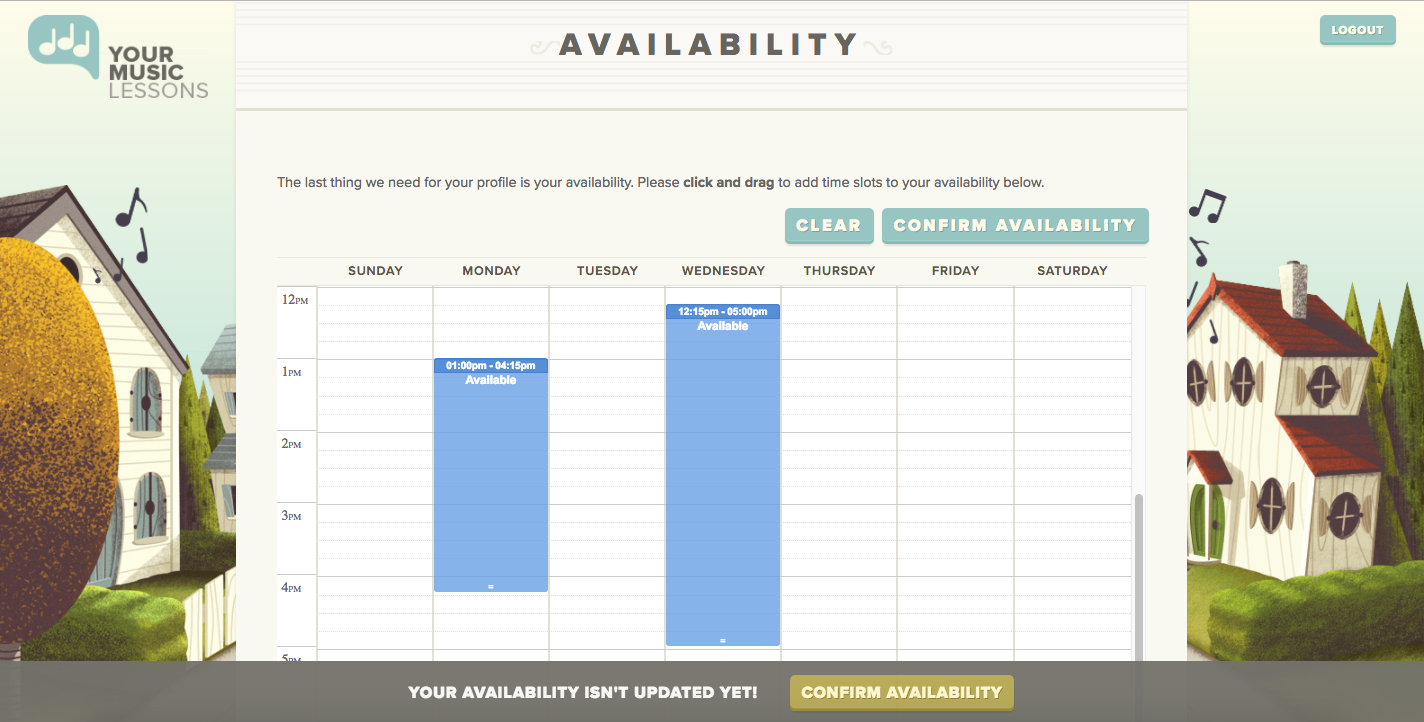 YOUR
MUSIC
LESSONS
AVAILABILITY
LOGOUT
The last thing we need for your profile is your availability. Please click and drag to add time slots to your availability below.
CLEAR
CONFIRM AVAILABILITY
SUNDAY MONDAY TUESDAY WEDNESDAY THURSDAY FRIDAY SATURDAY
12PM
12:15pm - 05:00pm
Available
1PM
01:00pm - 04:15pm
Available
2PM
3PM
4PM
=
=
5PM
YOUR AVAILABILITY ISN'T UPDATED YET!
CONFIRM AVAILABILITY